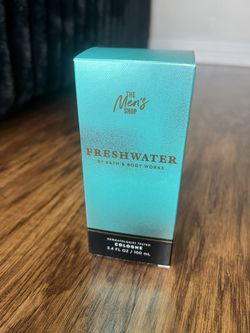 THE
Men's
SHOP
FRESHWATER
BY BATH & BODY WORKS
DERMATOLOGIST TESTED
COLOGNE
3.4 FL OZ / 100 mL